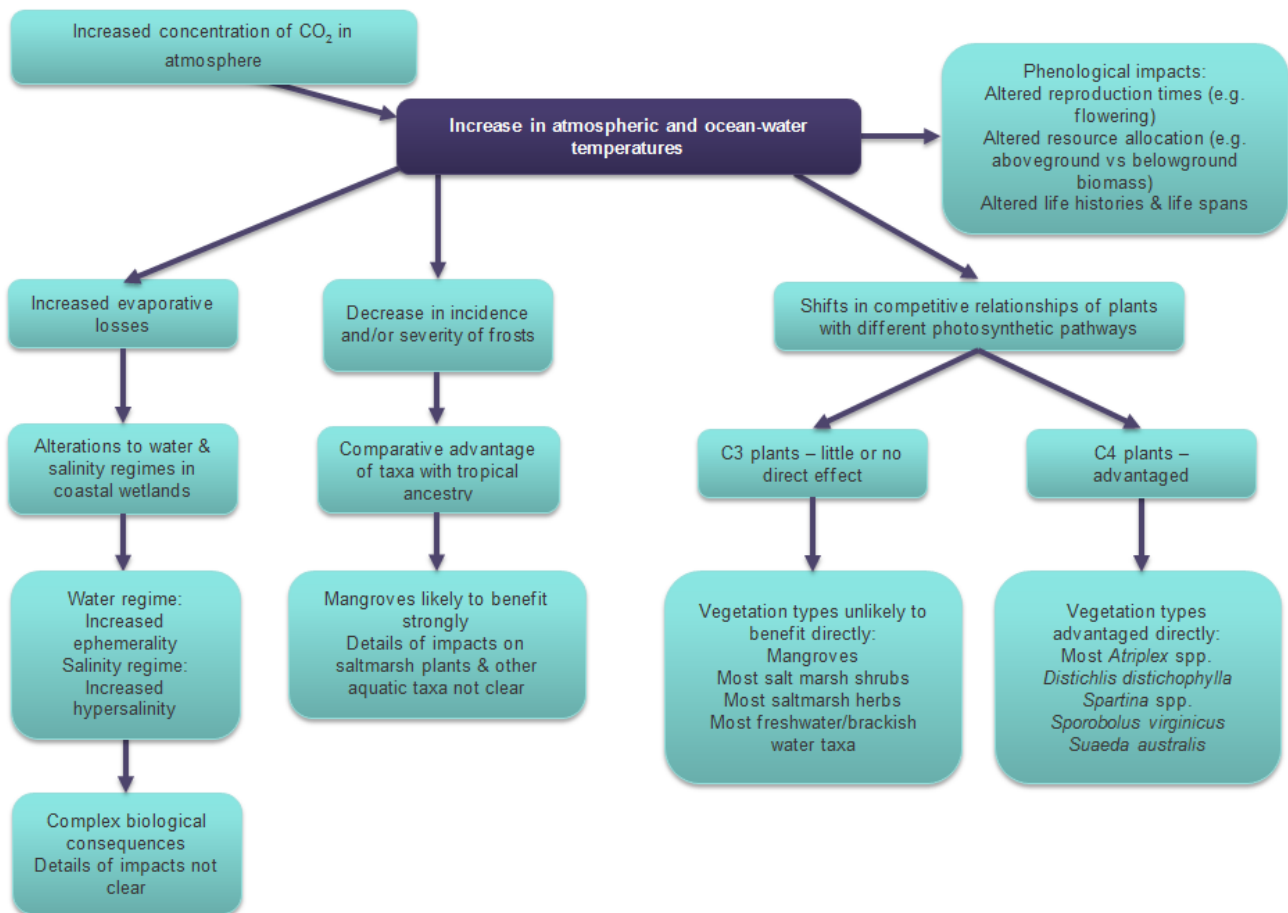 Increased concentration of CO₂ in
atmosphere
Phenological impacts:
Altered reproduction times (e.g.
flowering)
Altered resource allocation (e.g.
aboveground vs belowground
biomass)
Altered life histories & life spans
Increase in atmospheric and ocean-water
temperatures
Increased evaporative
losses
Decrease in incidence
and/or severity of frosts
Shifts in competitive relationships of plants
with different photosynthetic pathways
Alterations to water &
salinity regimes in
coastal wetlands
Comparative advantage
of taxa with tropical
ancestry
C3 plants – little or no
direct effect
C4 plants –
advantaged
Water regime:
Increased
ephemerality
Salinity regime:
Increased
hypersalinity
Mangroves likely to benefit
strongly
Details of impacts on
saltmarsh plants & other
aquatic taxa not clear
Vegetation types unlikely to
benefit directly:
Mangroves
Most salt marsh shrubs
Most saltmarsh herbs
Most freshwater/brackish
water taxa
Vegetation types
advantaged directly:
Most Atriplex spp.
Distichlis distichophylla
Spartina spp.
Sporobolus virginicus
Suaeda australis
Complex biological
consequences
Details of impacts not
clear